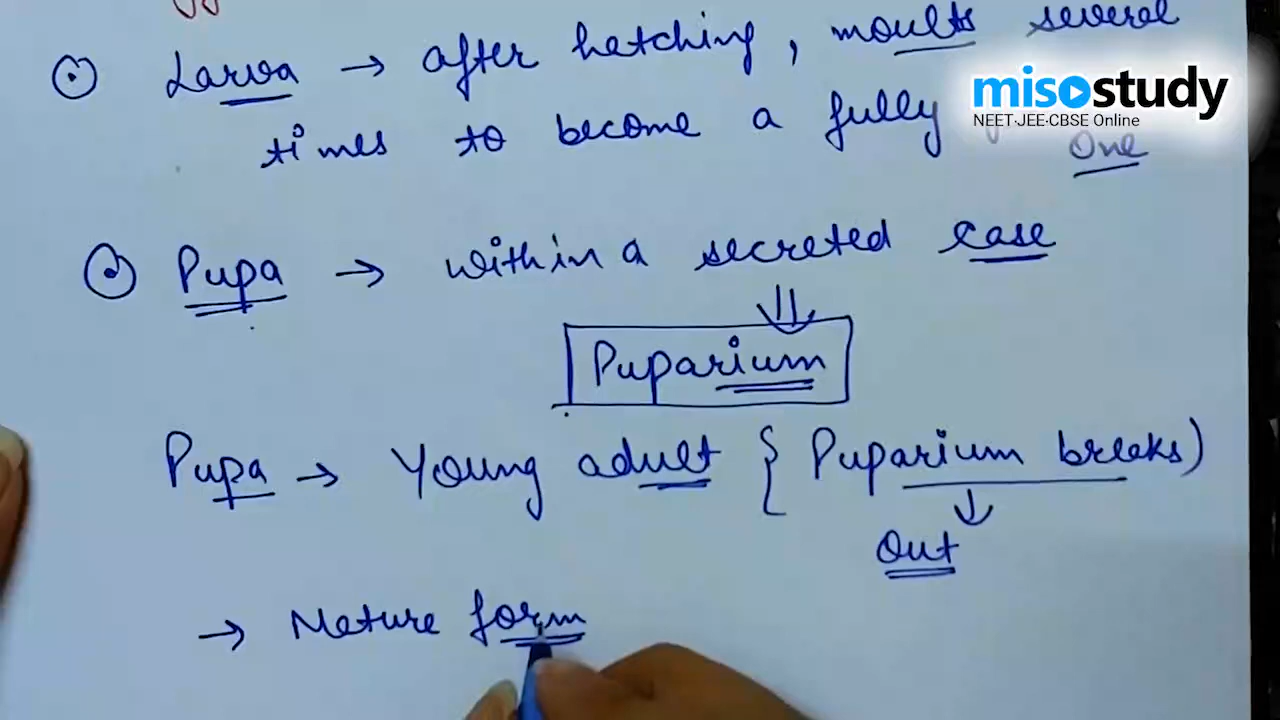 Larva → after hatching, moults several
misostudy
NEET·JEE·CBSE Online
times to become a fully
One
Pupa → within a secreted case
Puparium
Pupa → Young adult { Puparium breaks)
Out
→ Mature form